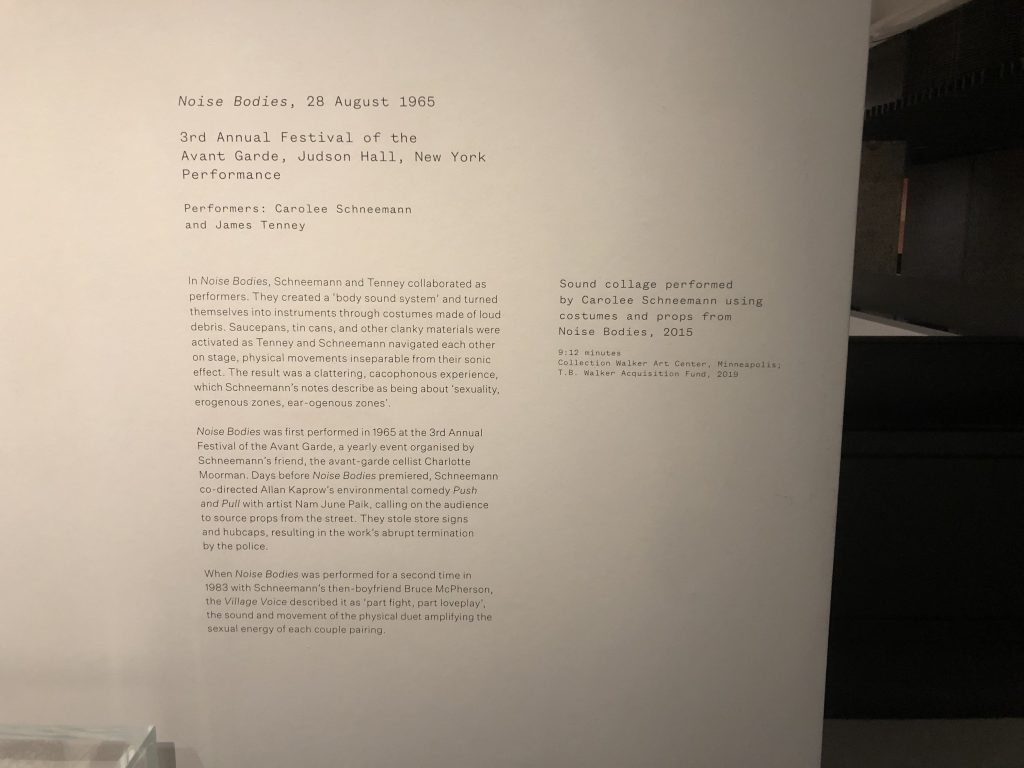 Noise Bodies, 28 August 1965
3rd Annual Festival of the
Avant Garde, Judson Hall, New York
Performance
Performers: Carolee Schneemann
and James Tenney
In Noise Bodies, Schneemann and Tenney collaborated as
performers. They created a ‘body sound system’ and turned
themselves into instruments through costumes made of loud
debris. Saucepans, tin cans, and other clanky materials were
activated as Tenney and Schneemann navigated each other
on stage, physical movements inseparable from their sonic
effect. The result was a clattering, cacophonous experience,
which Schneemann’s notes describe as being about ‘sexuality,
erogenous zones, ear-ogenous zones’.
Noise Bodies was first performed in 1965 at the 3rd Annual
Festival of the Avant Garde, a yearly event organised by
Schneemann’s friend, the avant-garde cellist Charlotte
Moorman. Days before Noise Bodies premiered, Schneemann
co-directed Allan Kaprow’s environmental comedy Push
and Pull with artist Nam June Paik, calling on the audience
to source props from the street. They stole store signs
and hubcaps, resulting in the work’s abrupt termination
by the police.
When Noise Bodies was performed for a second time in
1983 with Schneemann’s then-boyfriend Bruce McPherson,
the Village Voice described it as ‘part fight, part loveplay’,
the sound and movement of the physical duet amplifying the
sexual energy of each couple pairing.
Sound collage performed
by Carolee Schneemann using
costumes and props from
Noise Bodies, 2015
9:12 minutes
Collection Walker Art Center, Minneapolis;
T.B. Walker Acquisition Fund, 2019